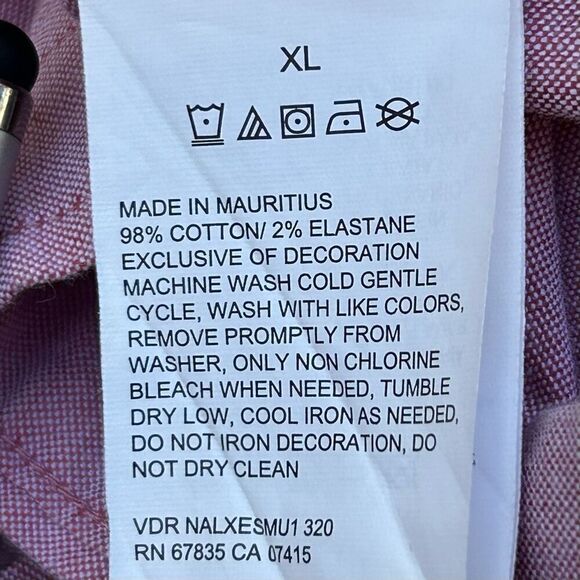 XL
MADE IN MAURITIUS
98% COTTON/ 2% ELASTANE
EXCLUSIVE OF DECORATION
MACHINE WASH COLD GENTLE
CYCLE, WASH WITH LIKE COLORS,
REMOVE PROMPTLY FROM
WASHER, ONLY NON CHLORINE
BLEACH WHEN NEEDED, TUMBLE
DRY LOW, COOL IRON AS NEEDED,
DO NOT IRON DECORATION, DO
NOT DRY CLEAN
VDR NALXESMU1 320
RN 67835 CA 07415